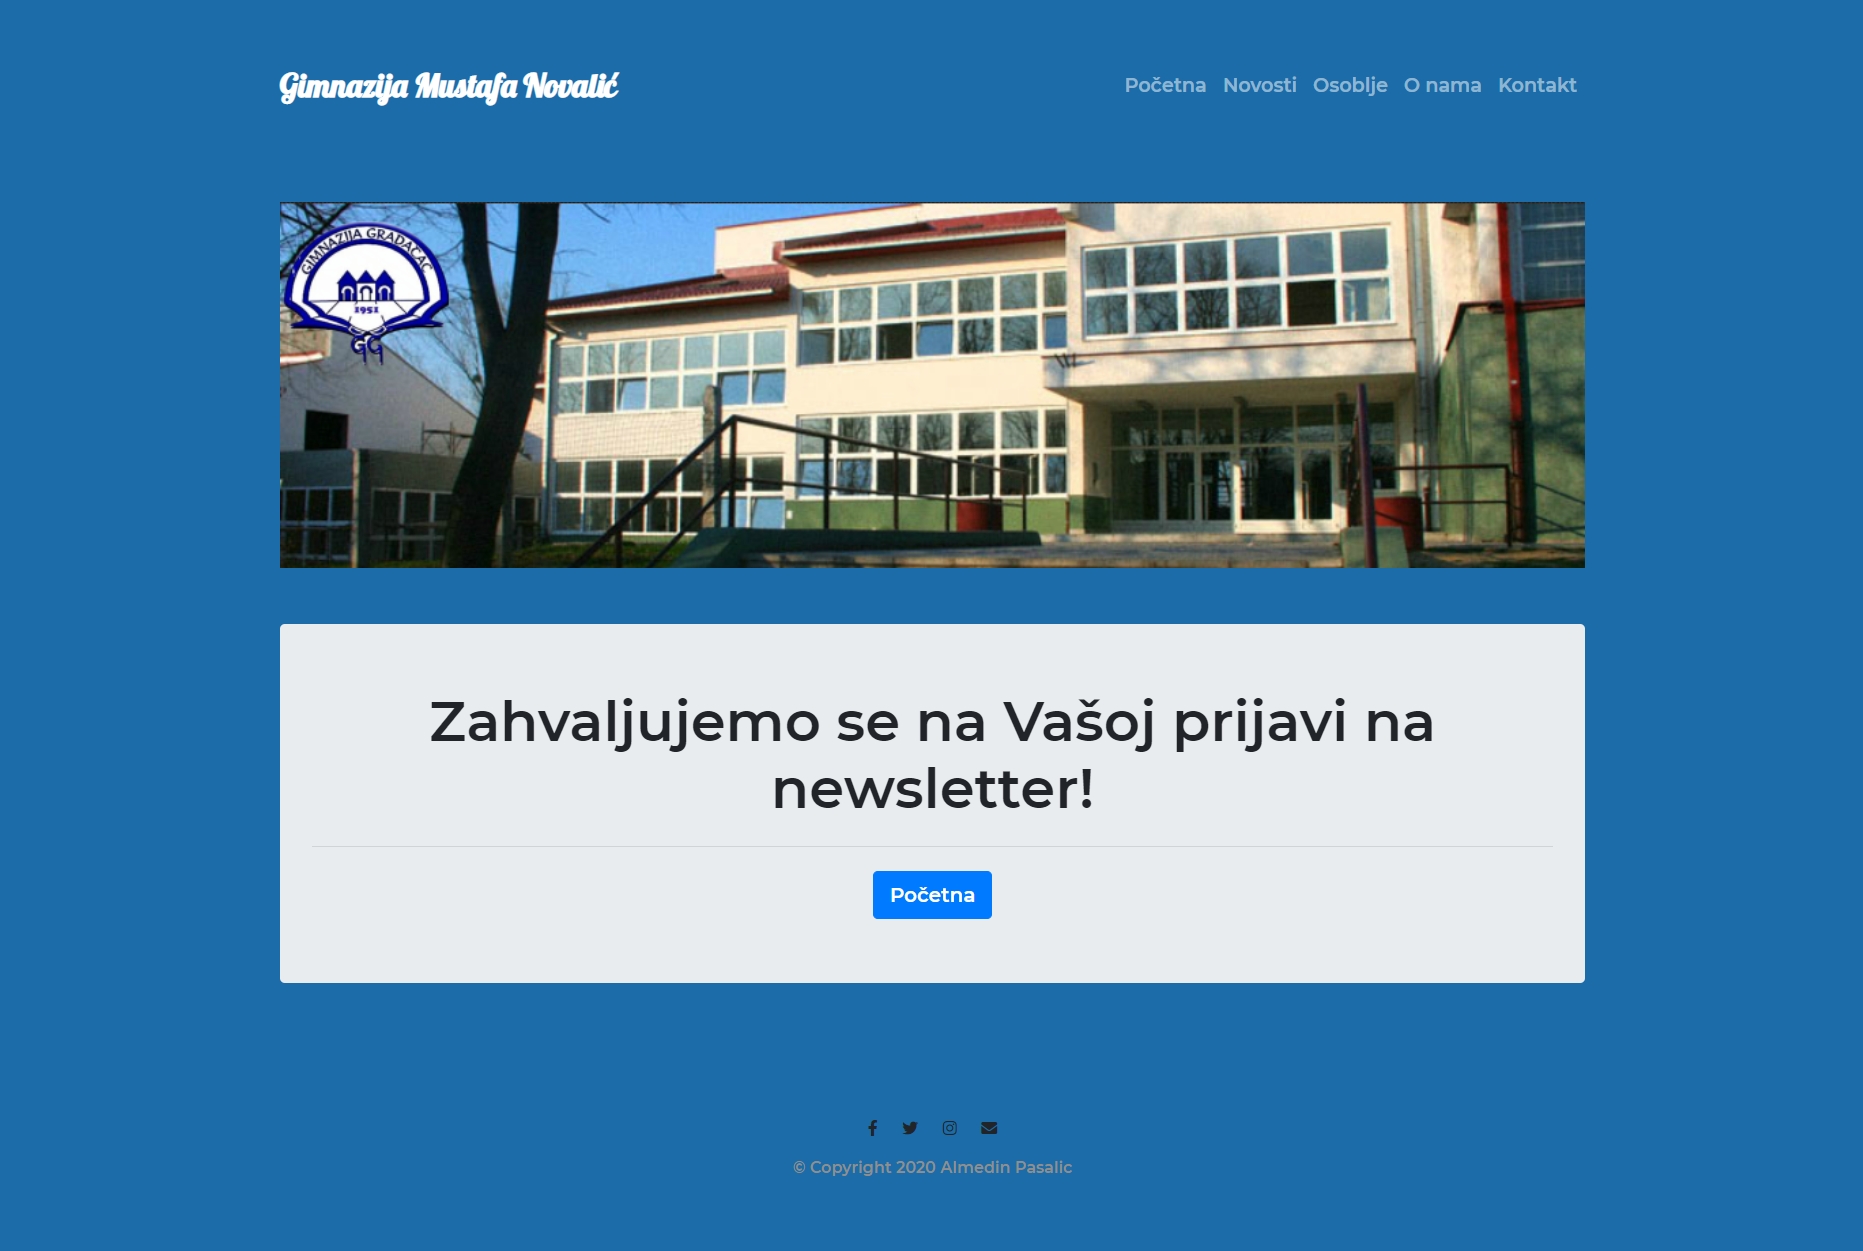 Gimnazija Mustafa Novalić
Početna Novosti Osoblje O nama Kontakt
GIMNAZIJA GRADAČAC
1951
GG
Zahvaljujemo se na Vašoj prijavi na
newsletter!
Početna
© Copyright 2020 Almedin Pasalic